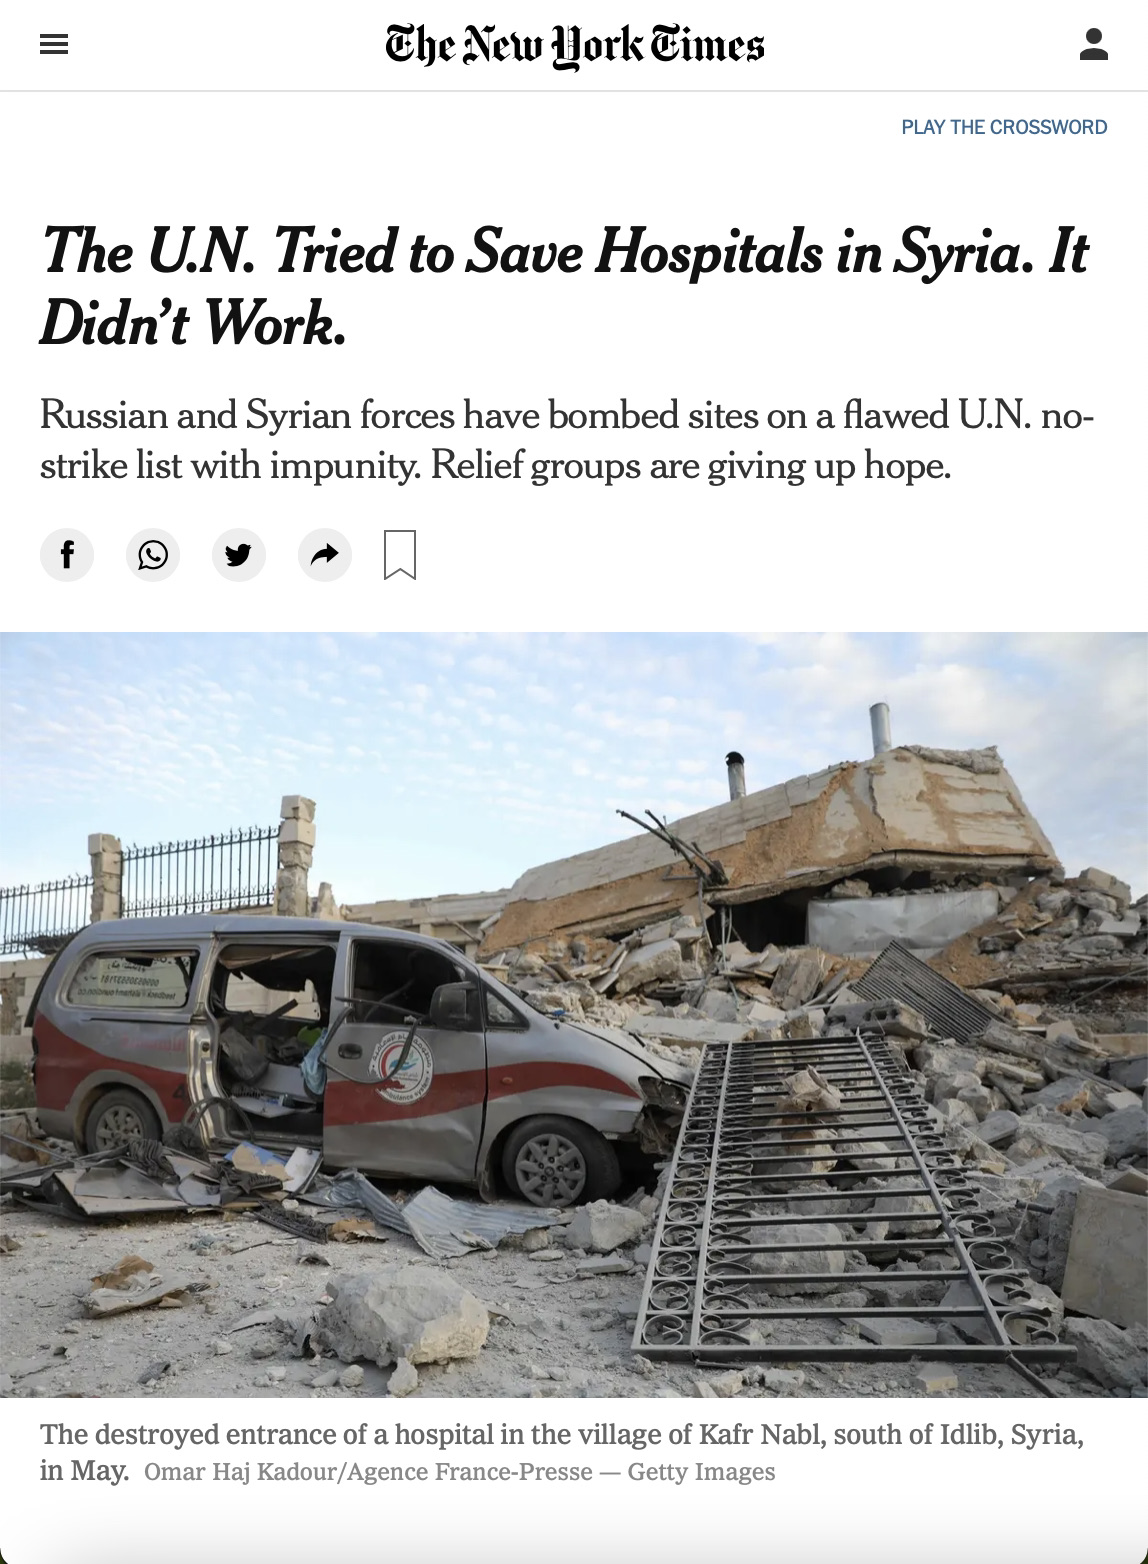 The New York Times
PLAY THE CROSSWORD
The U.N. Tried to Save Hospitals in Syria. It
Didn’t Work.
Russian and Syrian forces have bombed sites on a flawed U.N. no-
strike list with impunity. Relief groups are giving up hope.
The destroyed entrance of a hospital in the village of Kafr Nabl, south of Idlib, Syria,
in May. Omar Haj Kadour/Agence France-Presse — Getty Images